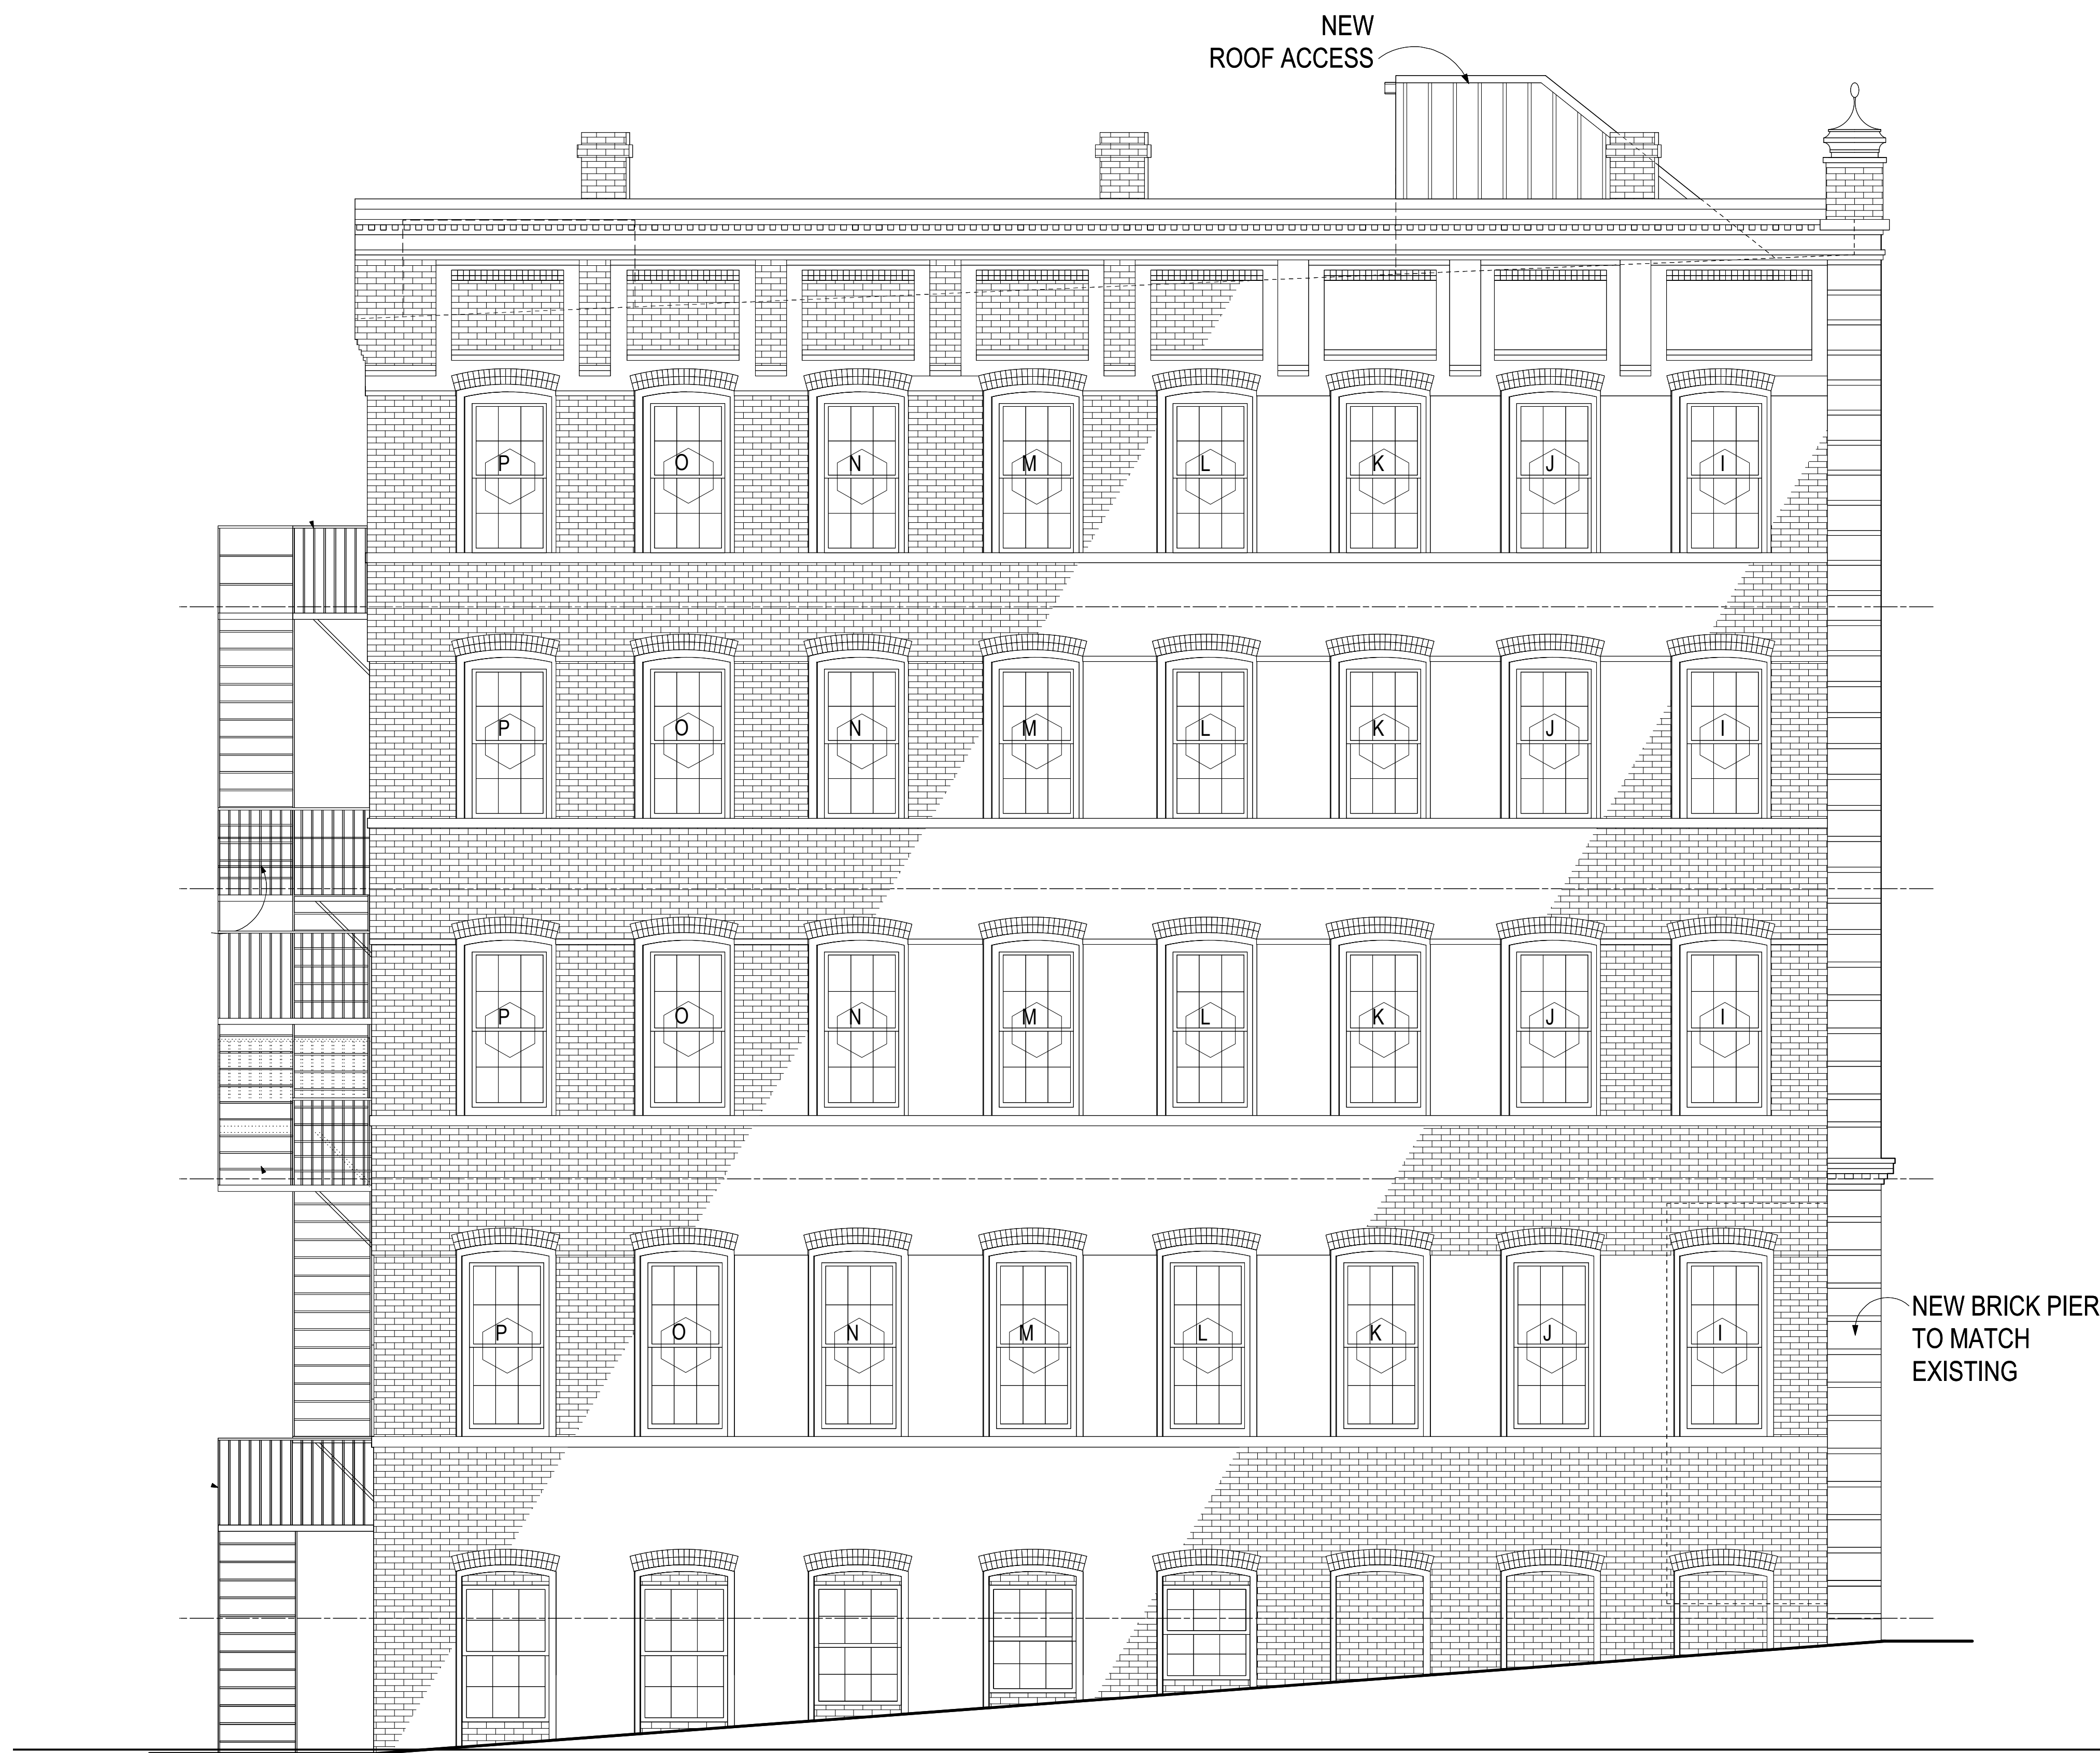 NEW
ROOF ACCESS
P O N M L K J I
P O N M L K J I
P O N M L K J I
P O N M L K J I
NEW BRICK PIER
TO MATCH
EXISTING